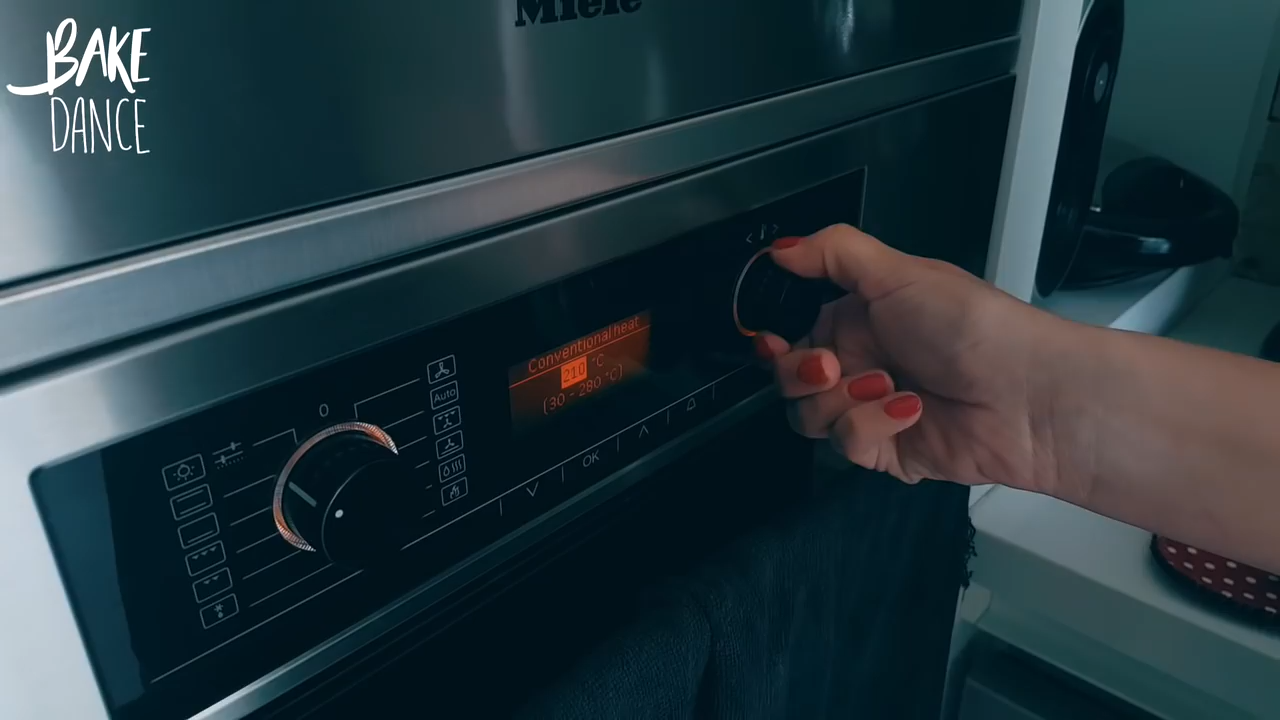 BAKE
DANCE
Miele
0
Auto
Conventional heat
210 °C
(30 - 280 °C)
OK